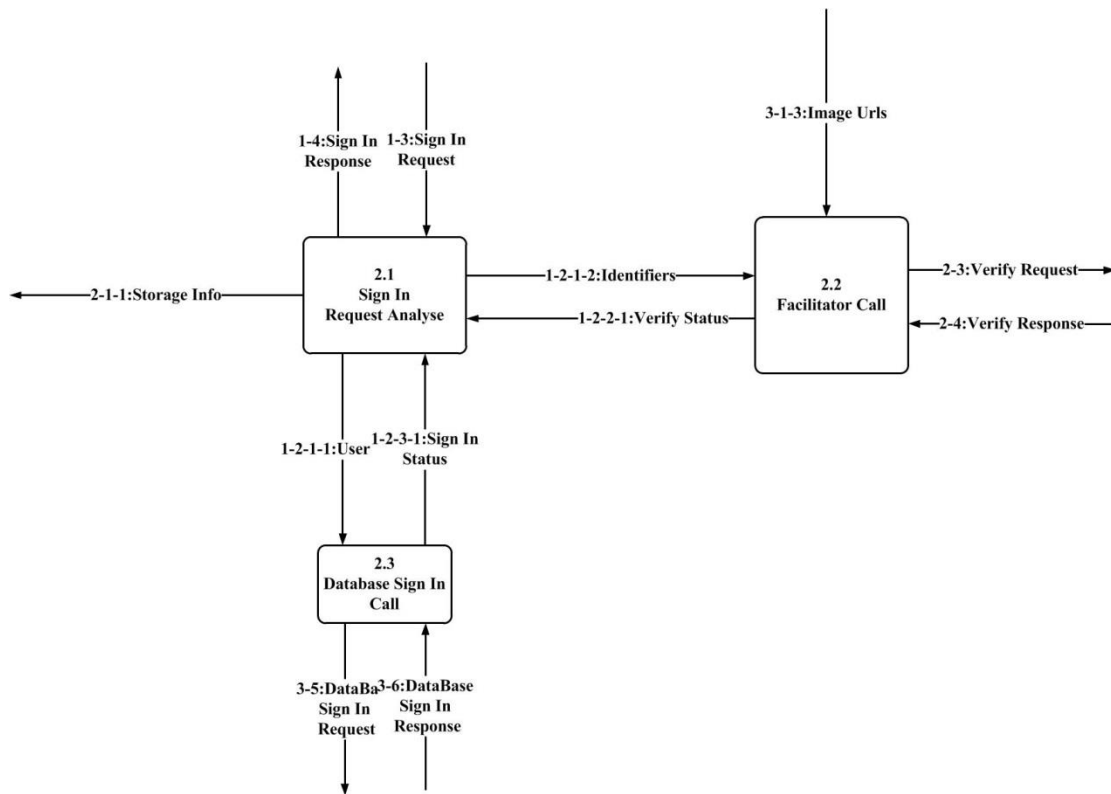 3-1-3:Image Urls
1-4:Sign In
Response
1-3:Sign In
Request
2.1
Sign In
Request Analyse
1-2-1-2:Identifiers
1-2-2-1:Verify Status
2.2
Facilitator Call
2-3:Verify Request
2-4:Verify Response
2-1-1:Storage Info
1-2-1-1:User
1-2-3-1:Sign In
Status
2.3
Database Sign In
Call
3-5:DataBa
Sign In
Request
3-6:DataBase
Sign In
Response